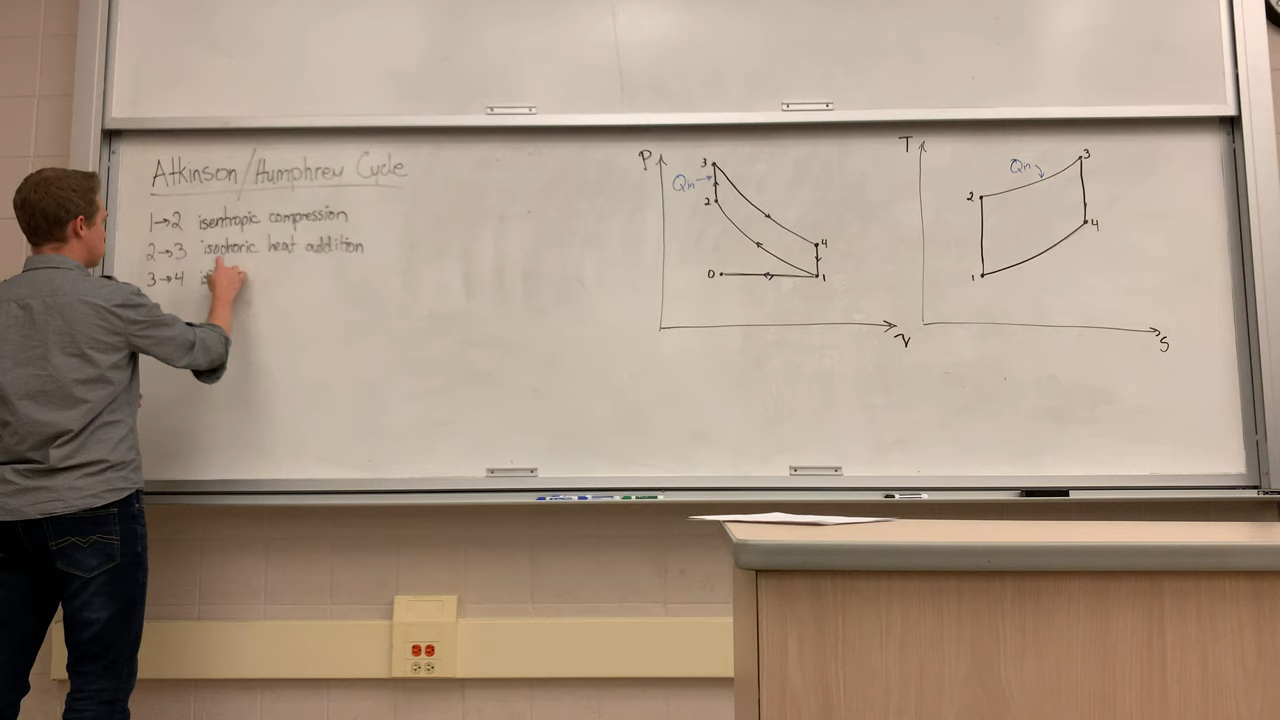 Atkinson/Humphrey Cycle
1→2 isentropic compression
2→3 isochoric heat addition
3→4
P
3
Qin
2
4
0
1
V
T
3
Qin
2
4
1
S